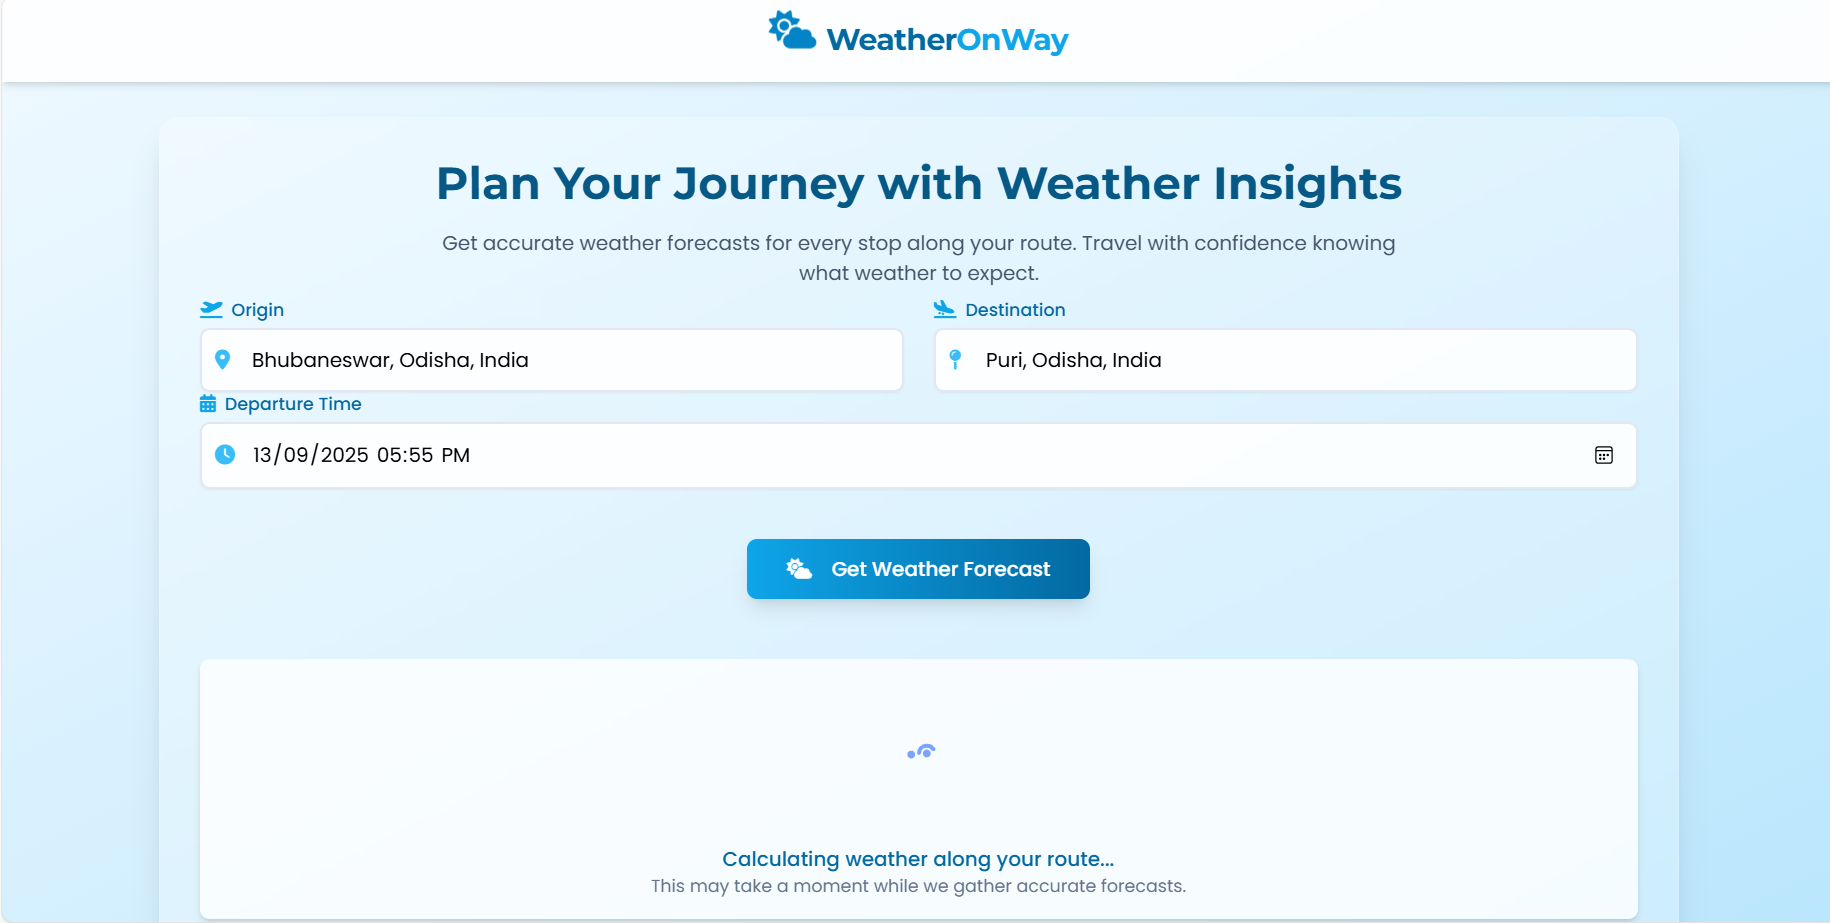 WeatherOnWay
Plan Your Journey with Weather Insights
Get accurate weather forecasts for every stop along your route. Travel with confidence knowing
what weather to expect.
Origin
Destination
Bhubaneswar, Odisha, India
Puri, Odisha, India
Departure Time
13/09/2025 05:55 PM
Get Weather Forecast
Calculating weather along your route...
This may take a moment while we gather accurate forecasts.